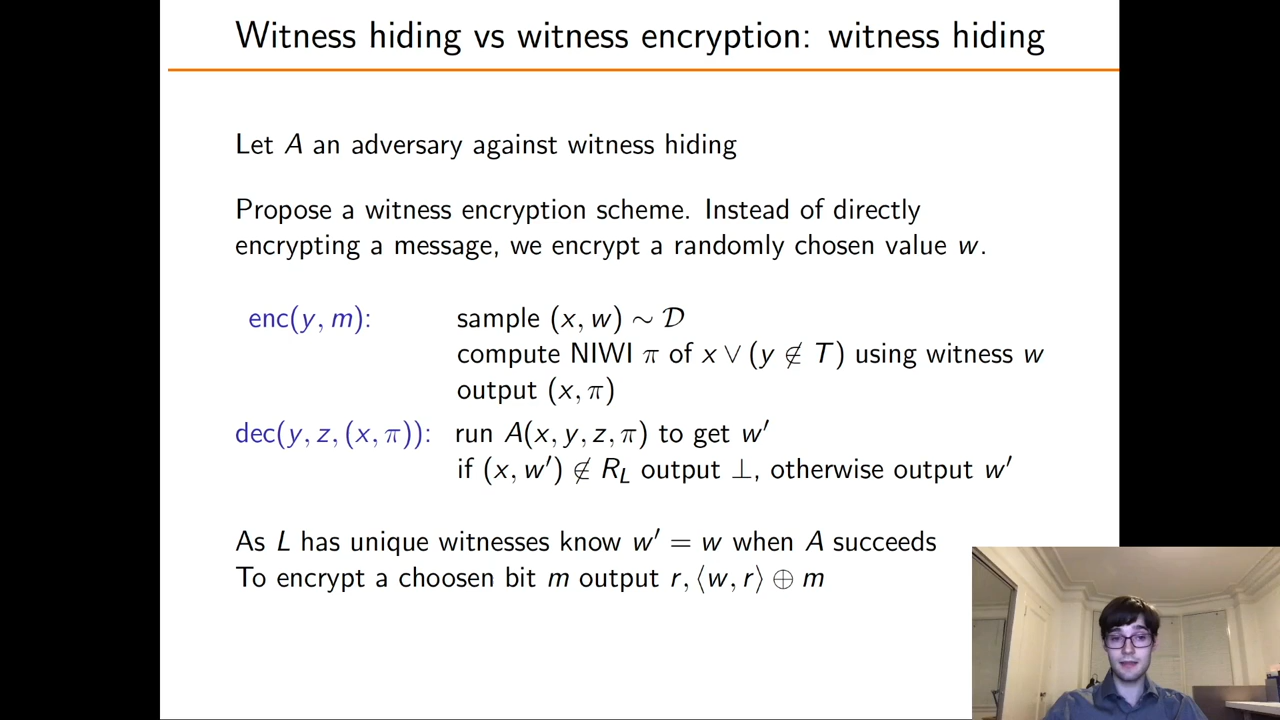 Witness hiding vs witness encryption: witness hiding
Let A an adversary against witness hiding
Propose a witness encryption scheme. Instead of directly
encrypting a message, we encrypt a randomly chosen value w.
enc(y, m): sample (x, w) ∼ 𝒟
compute NIWI π of x ∨ (y ∉ T) using witness w
output (x, π)
dec(y, z, (x, π)): run A(x, y, z, π) to get w′
if (x, w′) ∉ R_L output ⊥, otherwise output w′
As L has unique witnesses know w′ = w when A succeeds
To encrypt a choosen bit m output r, ⟨w, r⟩ ⊕ m